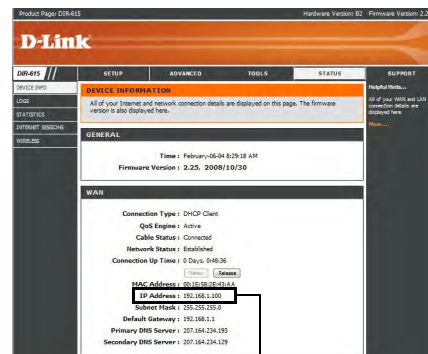 Product Page: DIR-615 Hardware Version: B2 Firmware Version: 2.2
D-Link
DIR-615 SETUP ADVANCED TOOLS STATUS SUPPORT
DEVICE INFO
LOGS
STATISTICS
INTERNET SESSIONS
WIRELESS
DEVICE INFORMATION
All of your Internet and network connection details are displayed on this page. The firmware
version is also displayed here.
GENERAL
Time : February-06-04 8:29:18 AM
Firmware Version : 2.25, 2008/10/30
WAN
Connection Type : DHCP Client
QoS Engine : Active
Cable Status : Connected
Network Status : Established
Connection Up Time : 0 Days, 0:48:36
Renew Release
MAC Address : 00:1E:58:2E:43:AA
IP Address : 192.168.1.100
Subnet Mask : 255.255.255.0
Default Gateway : 192.168.1.1
Primary DNS Server : 207.164.234.193
Secondary DNS Server : 207.164.234.129
Helpful Hints...
All of your WAN and LAN
connection details are
displayed here.
More...